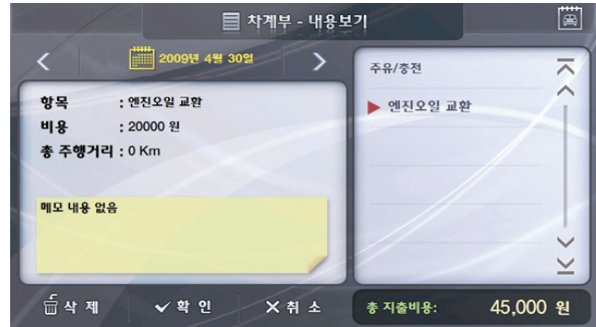 차계부 - 내용보기
2009년 4월 30일
항목 : 엔진오일 교환
비용 : 20000 원
총 주행거리 : 0 Km
메모 내용 없음
삭 제
확 인
취 소
주유/충전
엔진오일 교환
총 지출비용: 45,000 원